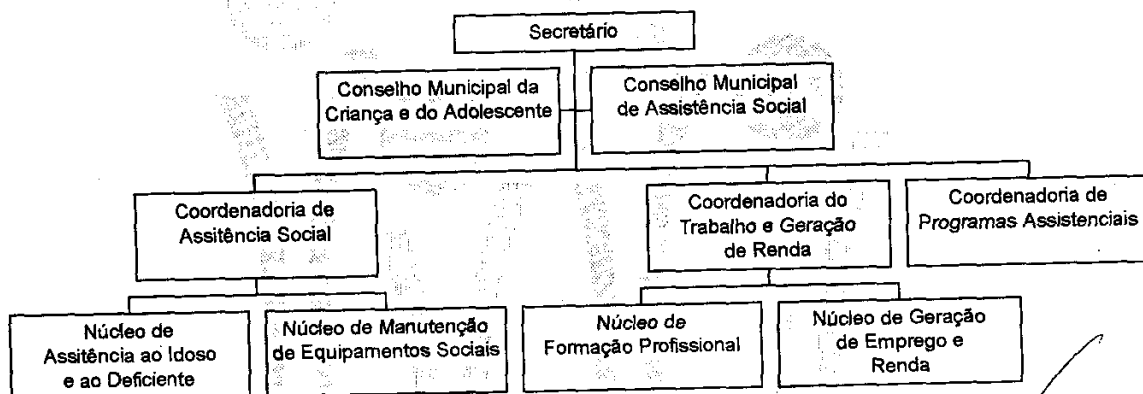 Secretário
Conselho Municipal da
Criança e do Adolescente
Conselho Municipal
de Assistência Social
Coordenadoria de
Assitência Social
Coordenadoria do
Trabalho e Geração
de Renda
Coordenadoria de
Programas Assistenciais
Núcleo de
Assitência ao Idoso
e ao Deficiente
Núcleo de Manutenção
de Equipamentos Sociais
Núcleo de
Formação Profissional
Núcleo de Geração
de Emprego e
Renda